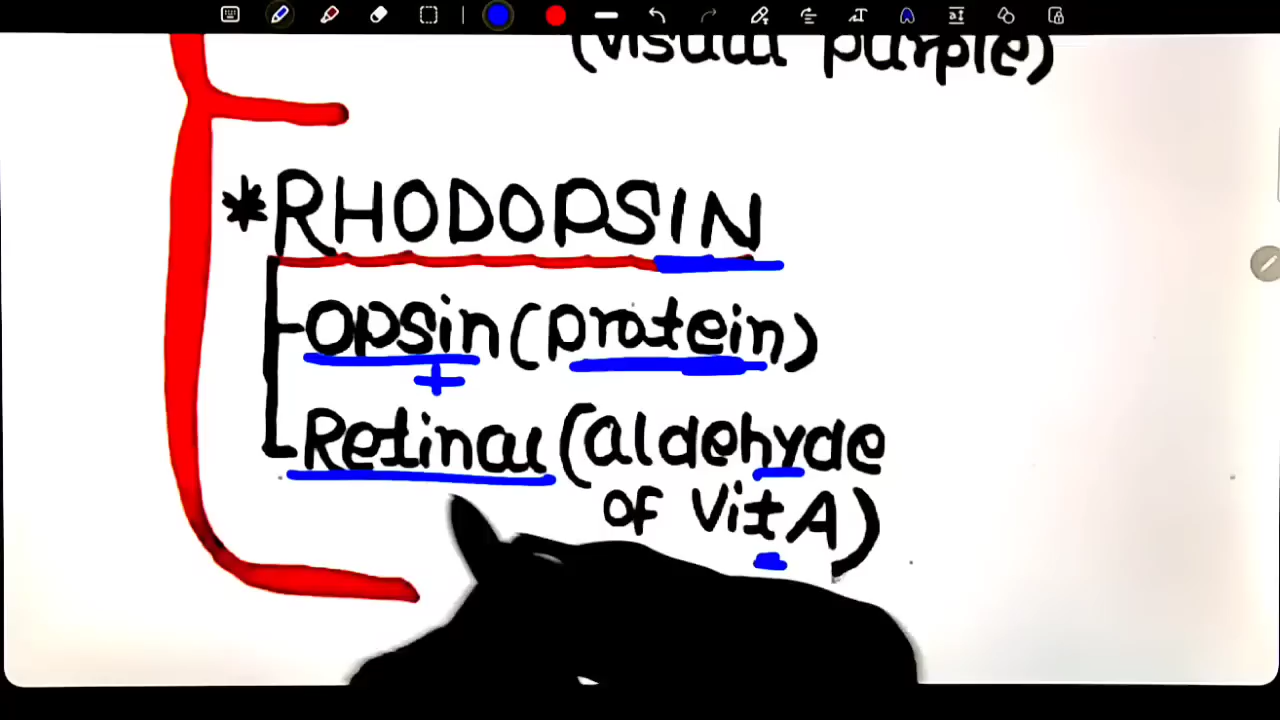 (visual purple)
*RHODOPSIN
Opsin (protein)
+
Retinal (aldehyde
of Vit A)